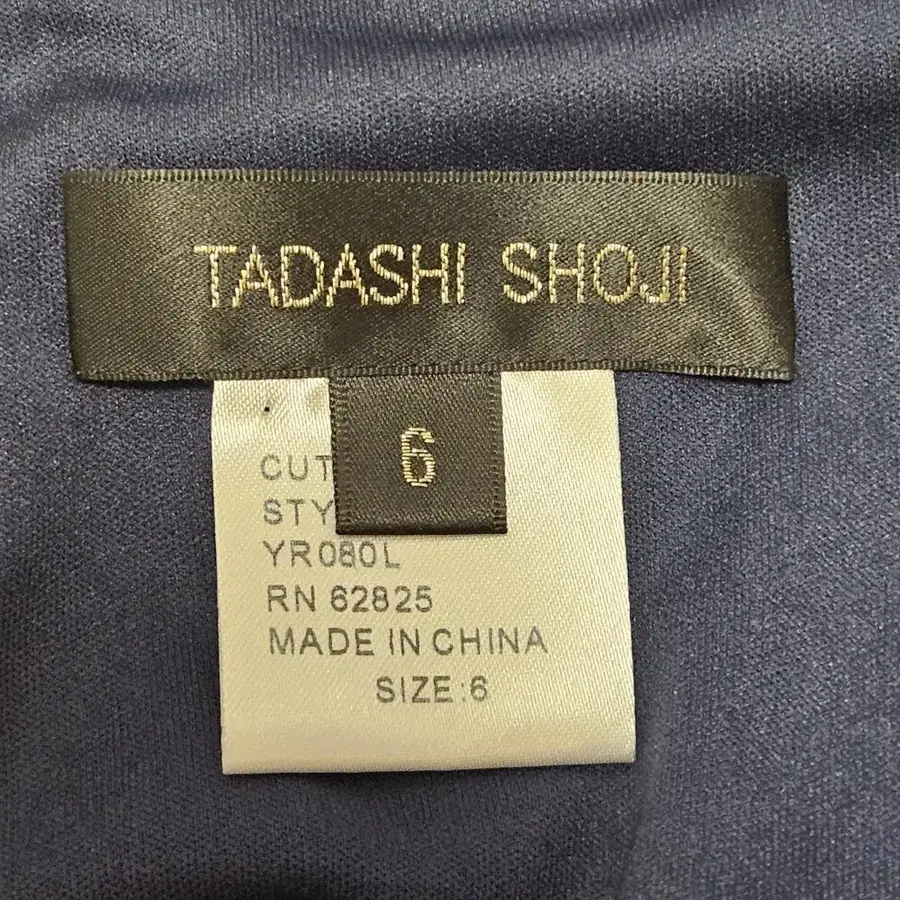 TADASHI SHOJI
6
CUT
STY
YR080L
RN 62825
MADE IN CHINA
SIZE:6